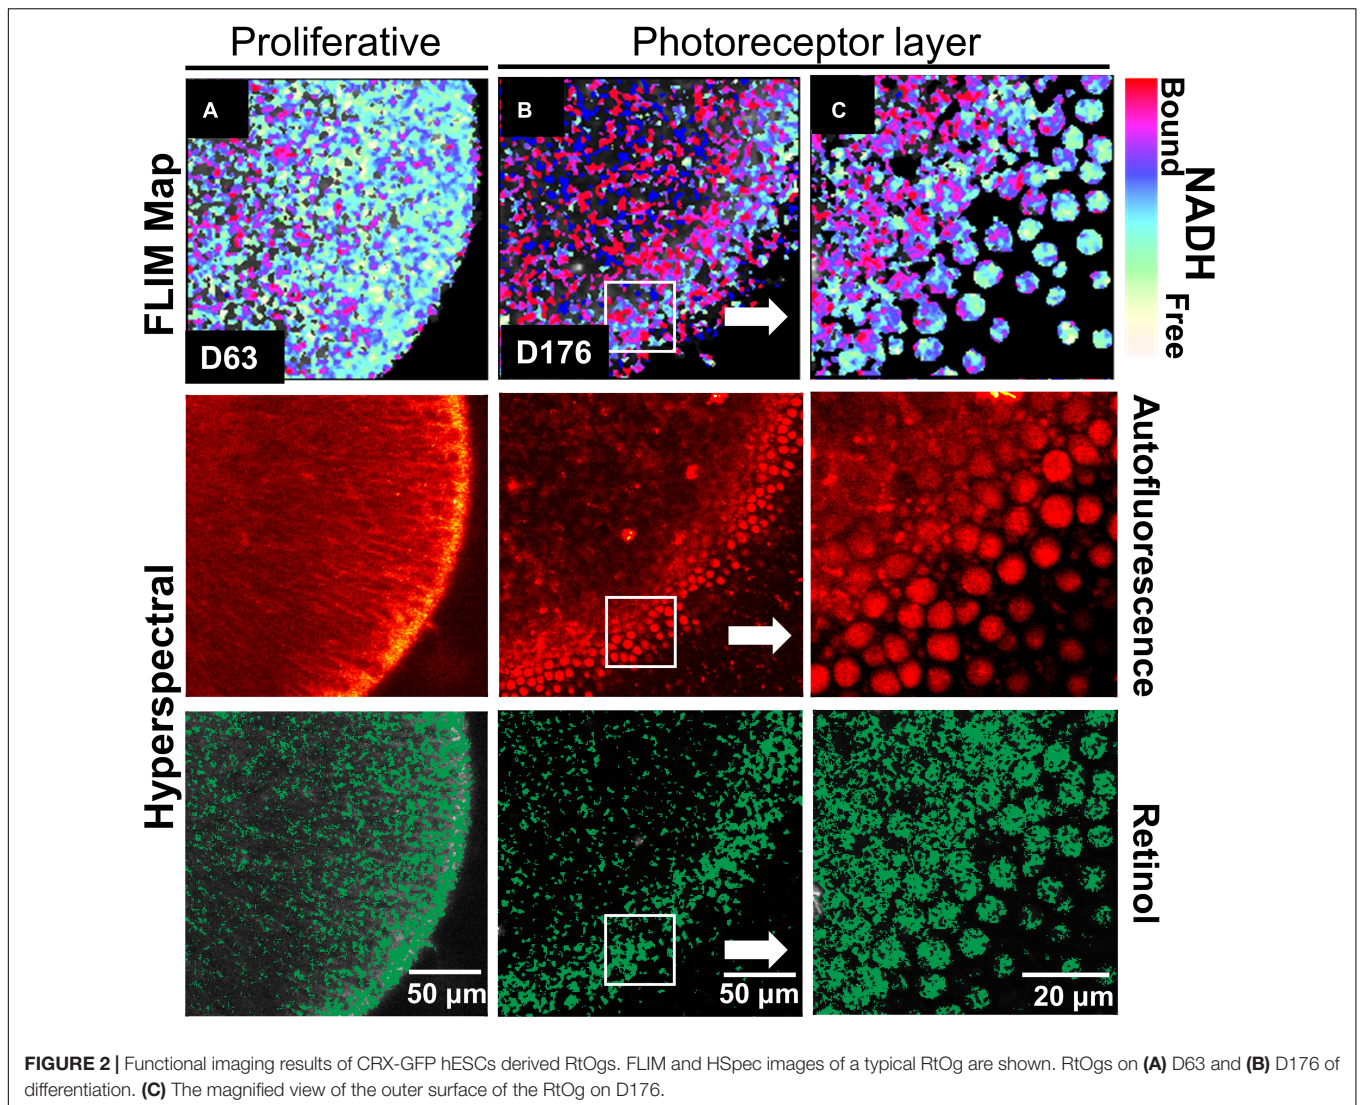 Proliferative
Photoreceptor layer
A
B
C
FLIM Map
D63
D176
Bound
Free
NADH
Hyperspectral
Autofluorescence
Retinol
50 µm
50 µm
20 µm
FIGURE 2 | Functional imaging results of CRX-GFP hESCs derived RtOgs. FLIM and HSpec images of a typical RtOg are shown. RtOgs on (A) D63 and (B) D176 of
differentiation. (C) The magnified view of the outer surface of the RtOg on D176.